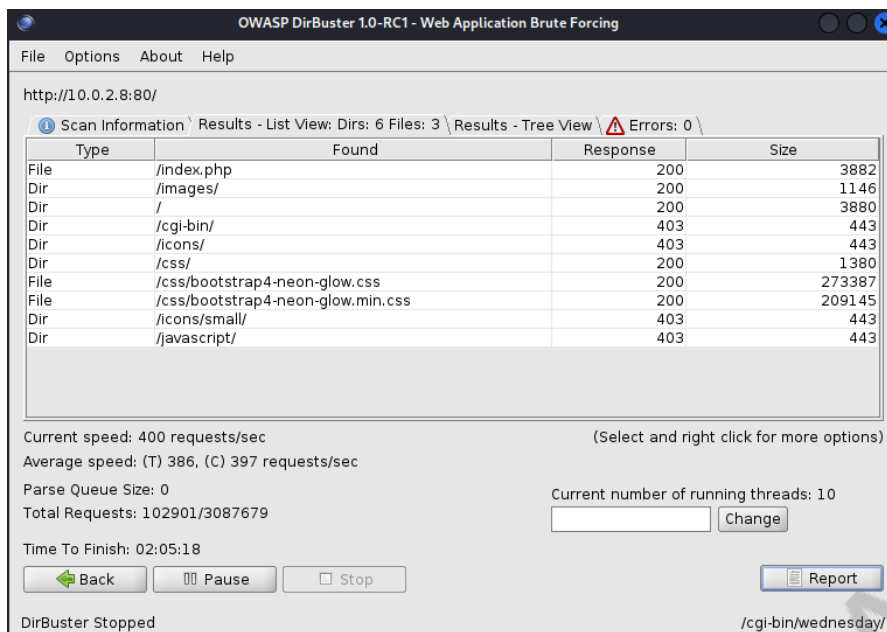 OWASP DirBuster 1.0-RC1 - Web Application Brute Forcing
File Options About Help
http://10.0.2.8:80/
Scan Information Results - List View: Dirs: 6 Files: 3 Results - Tree View Errors: 0
Type Found Response Size
File /index.php 200 3882
Dir /images/ 200 1146
Dir / 200 3880
Dir /cgi-bin/ 403 443
Dir /icons/ 403 443
Dir /css/ 200 1380
File /css/bootstrap4-neon-glow.css 200 273387
File /css/bootstrap4-neon-glow.min.css 200 209145
Dir /icons/small/ 403 443
Dir /javascript/ 403 443
Current speed: 400 requests/sec (Select and right click for more options)
Average speed: (T) 386, (C) 397 requests/sec
Parse Queue Size: 0 Current number of running threads: 10
Total Requests: 102901/3087679 Change
Time To Finish: 02:05:18
Back Pause Stop Report
DirBuster Stopped /cgi-bin/wednesday/